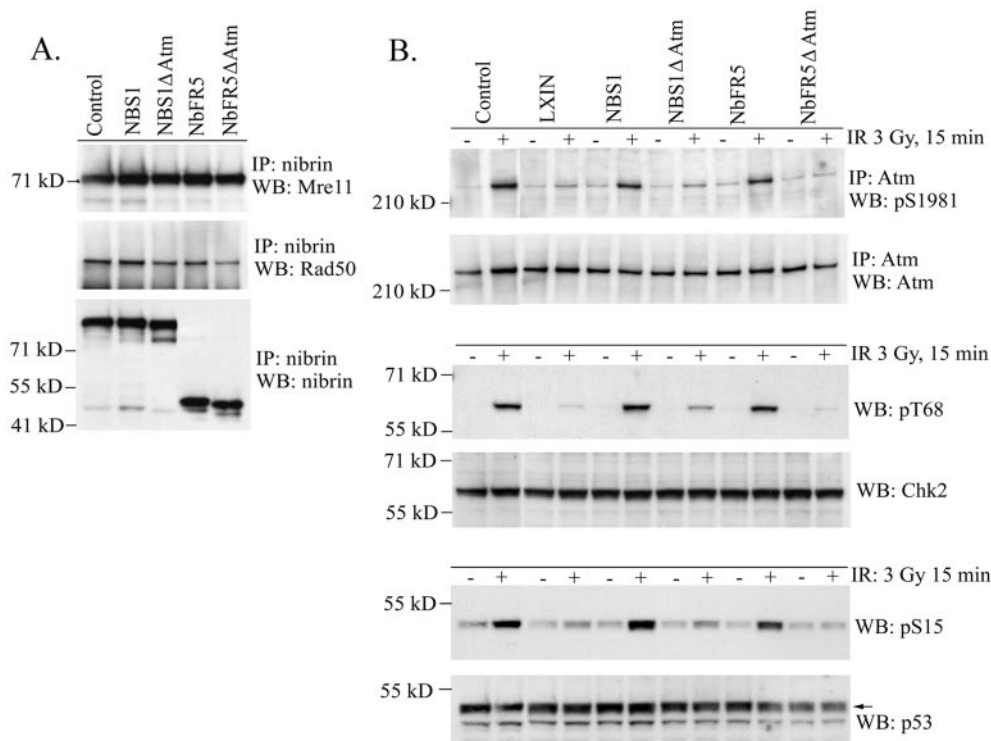 A.
Control
NBS1
NBS1ΔAtm
NbFR5
NbFR5ΔAtm
71 kD
IP: nibrin
WB: Mre11
IP: nibrin
WB: Rad50
71 kD
55 kD
41 kD
IP: nibrin
WB: nibrin
B.
Control
LXIN
NBS1
NBS1ΔAtm
NbFR5
NbFR5ΔAtm
- + - + - + - + - + - + IR 3 Gy, 15 min
210 kD
IP: Atm
WB: pS1981
210 kD
IP: Atm
WB: Atm
- + - + - + - + - + - + IR 3 Gy, 15 min
71 kD
55 kD
WB: pT68
71 kD
55 kD
WB: Chk2
- + - + - + - + - + - + IR: 3 Gy 15 min
55 kD
WB: pS15
55 kD
WB: p53